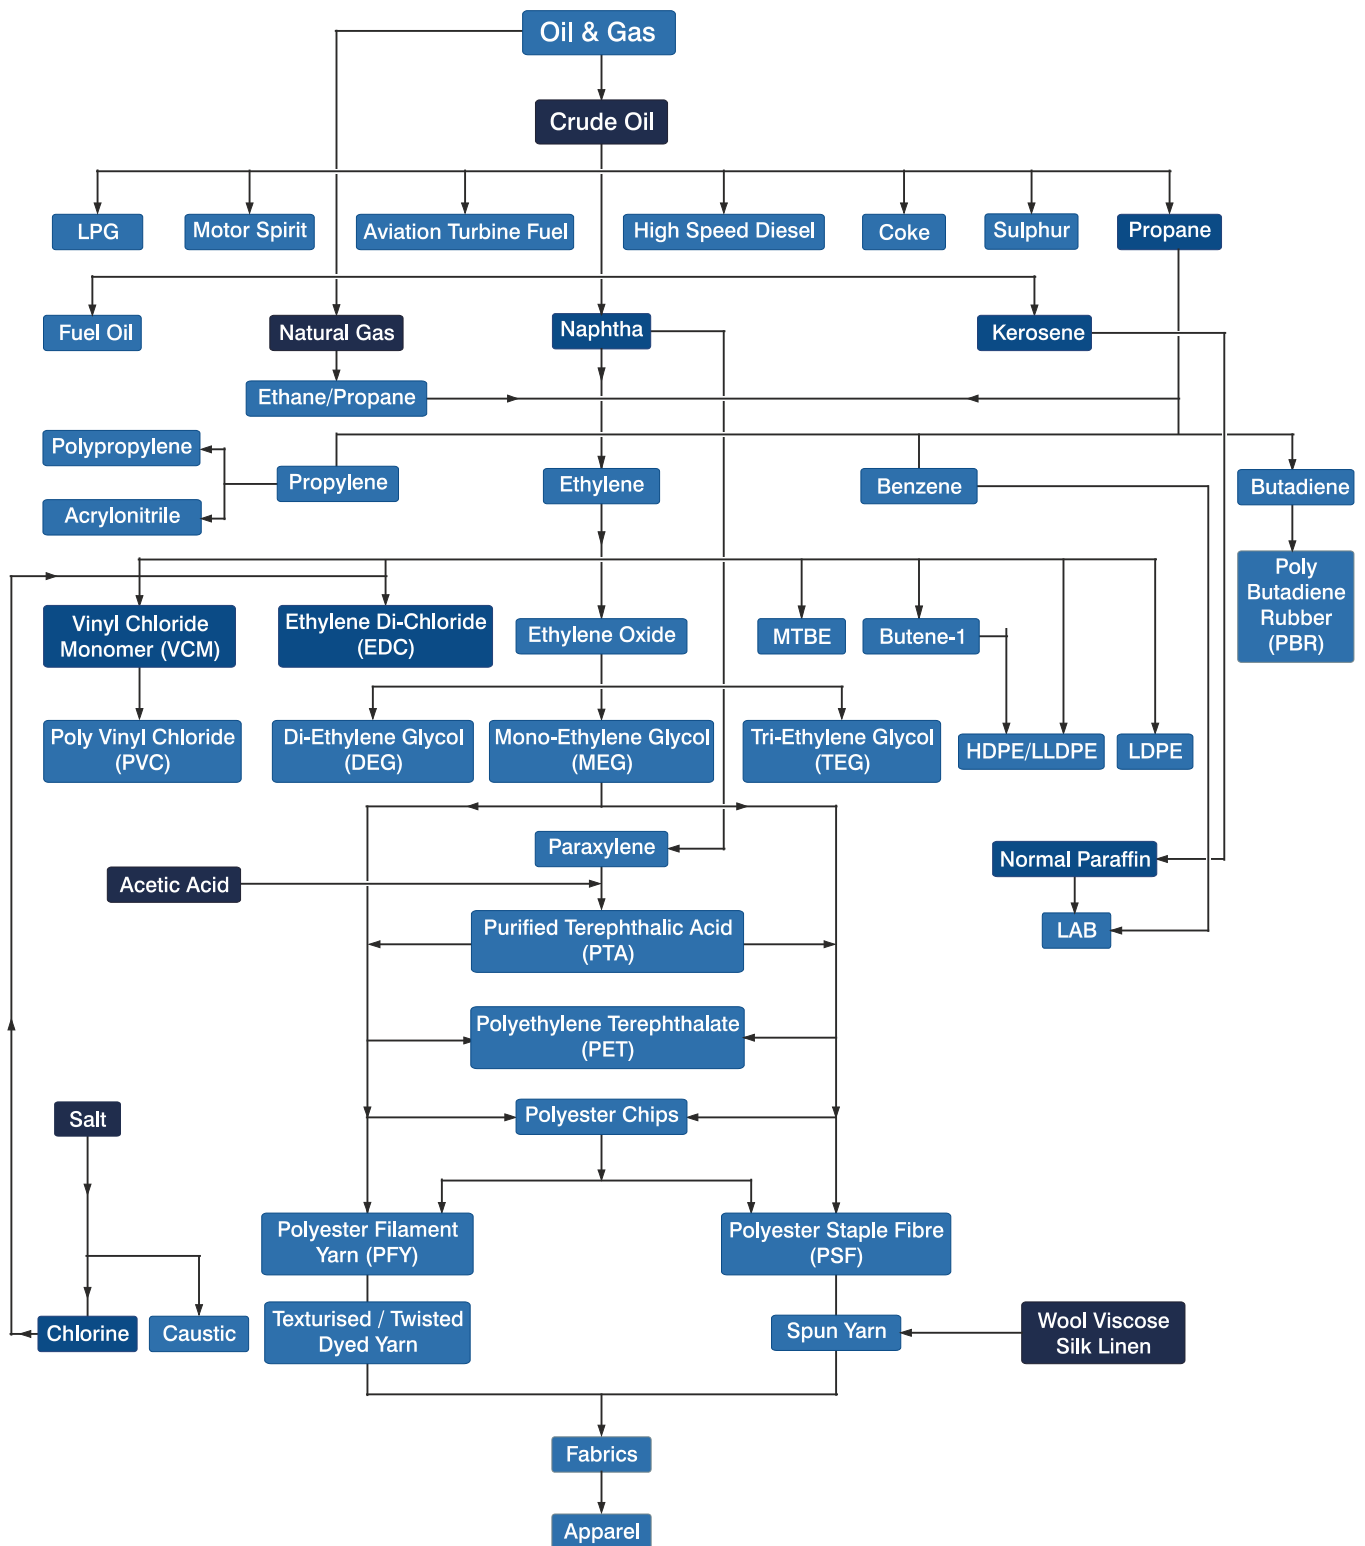 Oil & Gas
Crude Oil
LPG
Motor Spirit
Aviation Turbine Fuel
High Speed Diesel
Coke
Sulphur
Propane
Fuel Oil
Natural Gas
Naphtha
Kerosene
Ethane/Propane
Polypropylene
Propylene
Ethylene
Benzene
Butadiene
Acrylonitrile
Poly
Butadiene
Rubber
(PBR)
Vinyl Chloride
Monomer (VCM)
Ethylene Di-Chloride
(EDC)
Ethylene Oxide
MTBE
Butene-1
Poly Vinyl Chloride
(PVC)
Di-Ethylene Glycol
(DEG)
Mono-Ethylene Glycol
(MEG)
Tri-Ethylene Glycol
(TEG)
HDPE/LLDPE
LDPE
Paraxylene
Normal Paraffin
Acetic Acid
Purified Terephthalic Acid
(PTA)
LAB
Polyethylene Terephthalate
(PET)
Salt
Polyester Chips
Polyester Filament
Yarn (PFY)
Polyester Staple Fibre
(PSF)
Chlorine
Caustic
Texturised / Twisted
Dyed Yarn
Spun Yarn
Wool Viscose
Silk Linen
Fabrics
Apparel